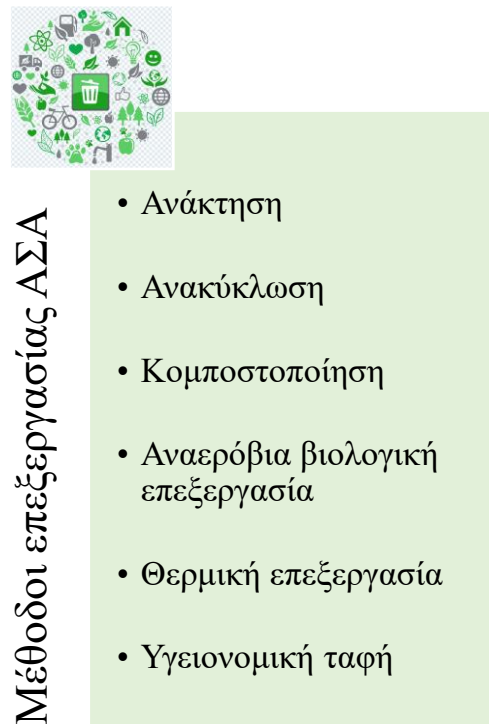 Μέθοδοι επεξεργασίας ΑΣΑ
• Ανάκτηση
• Ανακύκλωση
• Κομποστοποίηση
• Αναερόβια βιολογική
επεξεργασία
• Θερμική επεξεργασία
• Υγειονομική ταφή